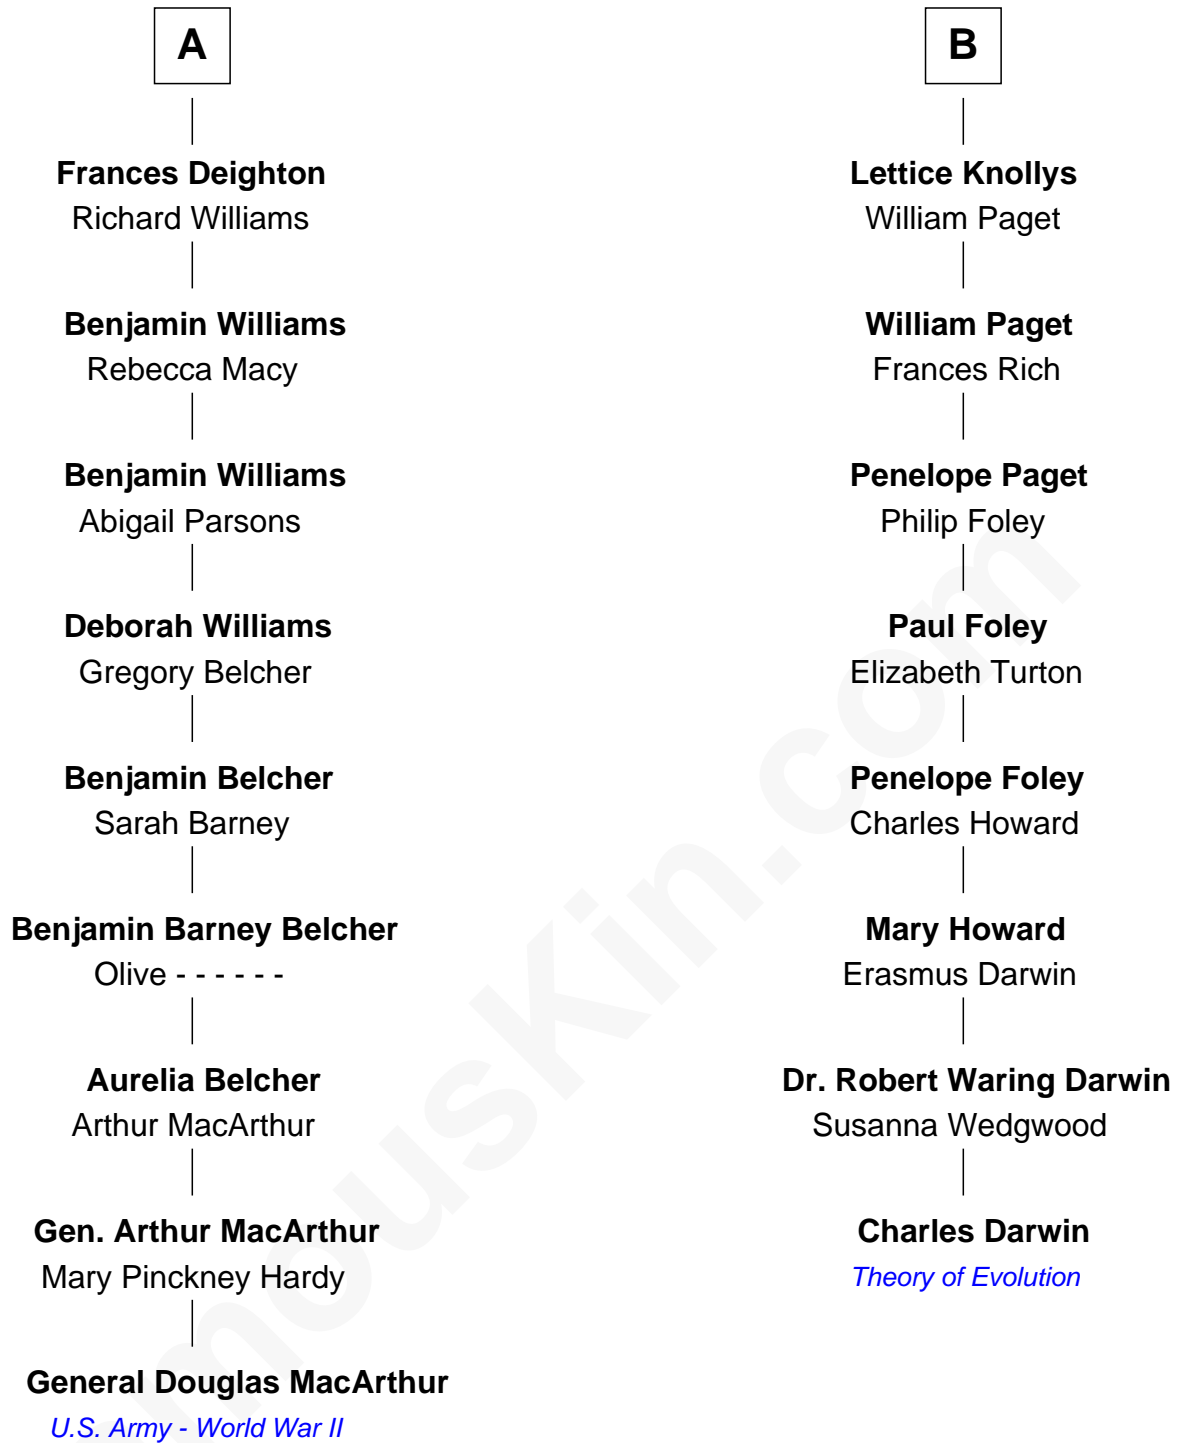 A
Frances Deighton
Richard Williams
Benjamin Williams
Rebecca Macy
Benjamin Williams
Abigail Parsons
Deborah Williams
Gregory Belcher
Benjamin Belcher
Sarah Barney
Benjamin Barney Belcher
Olive - - - - - -
Aurelia Belcher
Arthur MacArthur
Gen. Arthur MacArthur
Mary Pinckney Hardy
General Douglas MacArthur
U.S. Army - World War II
B
Lettice Knollys
William Paget
William Paget
Frances Rich
Penelope Paget
Philip Foley
Paul Foley
Elizabeth Turton
Penelope Foley
Charles Howard
Mary Howard
Erasmus Darwin
Dr. Robert Waring Darwin
Susanna Wedgwood
Charles Darwin
Theory of Evolution
mousKin.com